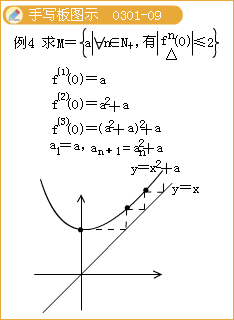 手写板图示 0301-09
例4 求M={a|∀n∈N₊,有|fⁿ(0)|≤2}
△
f⁽¹⁾(0)=a
f⁽²⁾(0)=a²+a
f⁽³⁾(0)=(a²+a)²+a
a₁=a, aₙ₊₁=aₙ²+a
y=x²+a
y=x